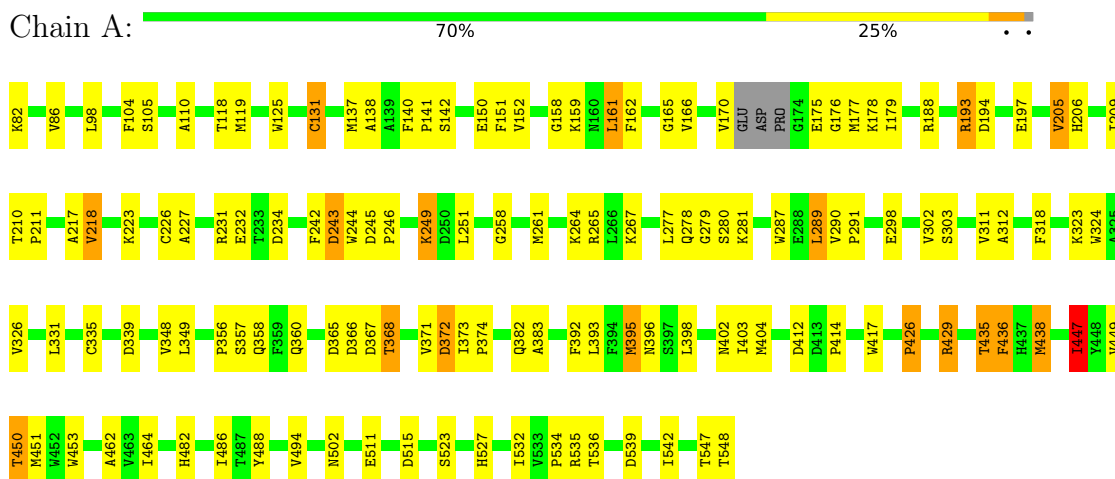 Chain A:
70% 25% • •
K82 V86 L98 F104 S105 A110 T118 M119 W125 C131 M137 A138 A139 F140 P141 S142 E150 F151 V152 G158 K159 N160 L161 F162 G165 V166 V170 GLU ASP PRO G174 E175 G176 M177 K178 I179 R188 R193 D194 E197 V205 H206
T210 P211 A217 V218 K223 C226 A227 R231 E232 T233 D234 F242 D243 W244 D245 P246 K249 D250 L251 G258 M261 K264 R265 L266 K267 L277 Q278 G279 S280 K281 W287 E288 L289 V290 P291 E298 V302 S303 V311 A312 F318 K323 W324
V326 L331 C335 D339 V348 L349 P356 S357 Q358 F359 Q360 D365 D366 D367 T368 V371 D372 I373 P374 Q382 A383 F392 L393 F394 M395 N396 S397 L398 N402 I403 M404 D412 D413 P414 W417 P426 R429 T435 F436 H437 M438 I447 Y448
T450 M451 W452 W453 A462 V463 I464 H482 I486 T487 Y488 V494 N502 E511 D515 S523 H527 I532 V533 P534 R535 T536 D539 I542 T547 T548